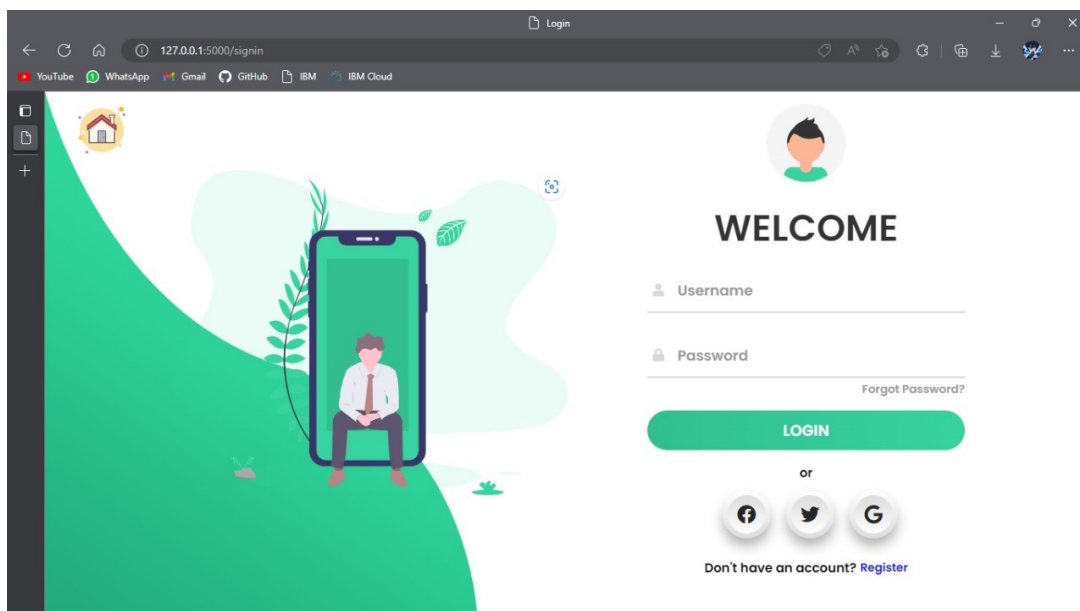 Login
127.0.0.1:5000/signin
YouTube WhatsApp Gmail GitHub IBM IBM Cloud
WELCOME
Username
Password
Forgot Password?
LOGIN
or
Don't have an account? Register